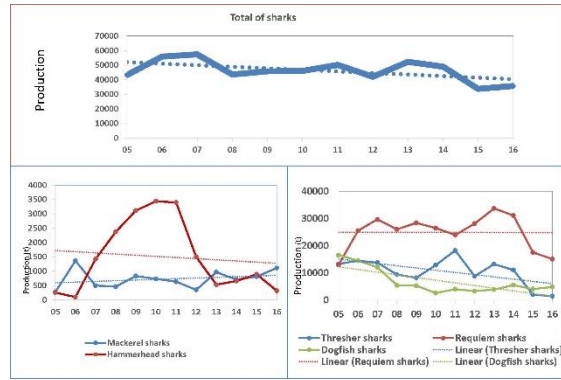 Total of sharks
Production
70000
60000
50000
40000
30000
20000
10000
0
05 06 07 08 09 10 11 12 13 14 15 16
Production (t)
4000
3500
3000
2500
2000
1500
1000
500
0
05 06 07 08 09 10 11 12 13 14 15 16
Mackerel sharks
Hammerhead sharks
Production (t)
40000
30000
20000
10000
0
05 06 07 08 09 10 11 12 13 14 15 16
Thresher sharks Requiem sharks
Dogfish sharks Linear (Thresher sharks)
Linear (Requiem sharks) Linear (Dogfish sharks)